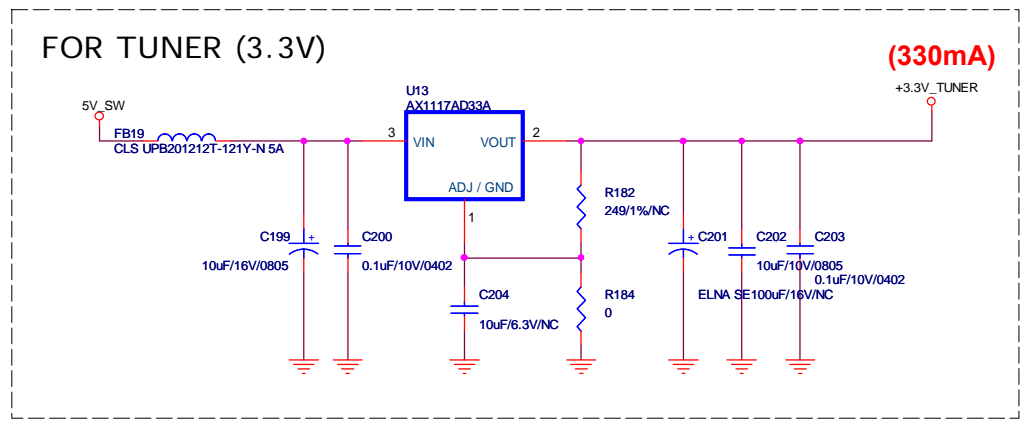 FOR TUNER (3.3V)
(330mA)
+3.3V_TUNER
5V_SW
U13
AX1117AD33A
FB19
CLS UPB201212T-121Y-N 5A
3
VIN
VOUT
2
ADJ / GND
1
R182
249/1%/NC
C199
+
10uF/16V/0805
C200
0.1uF/10V/0402
C204
10uF/6.3V/NC
R184
0
+
C201
ELNA SE100uF/16V/NC
C202
10uF/10V/0805
C203
0.1uF/10V/0402